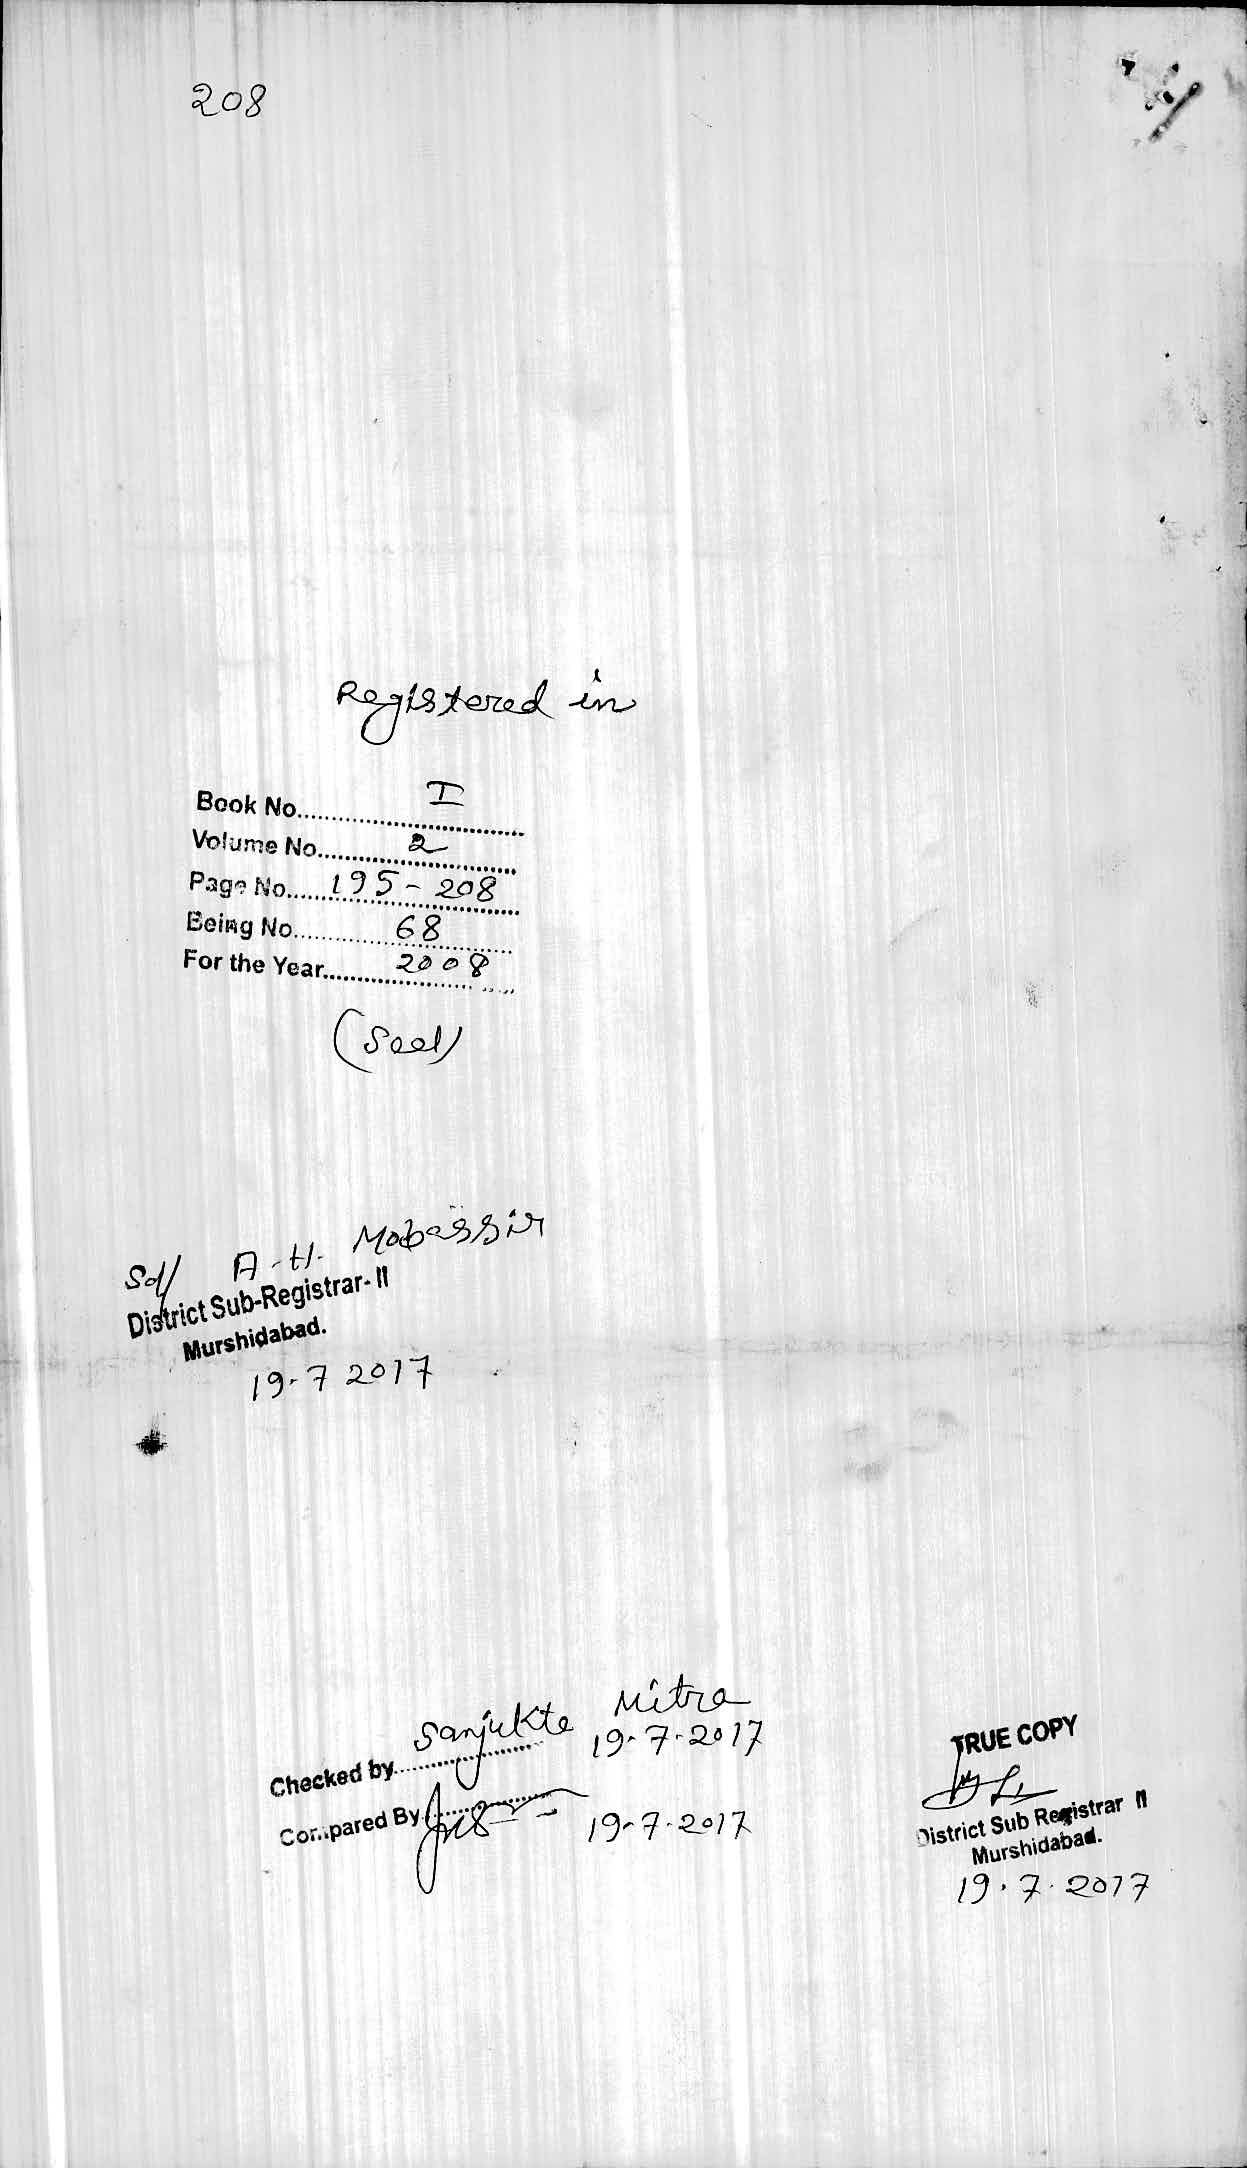 208
Registered in
Book No. I
Volume No. 2
Page No. 195 - 208
Being No. 68
For the Year 2008
(Seal)
Sd/ A. H. Mobassir
District Sub-Registrar- II
Murshidabad.
19-7 2017
Checked by Sanjukta Mitra
19-7-2017
Compared By 19-7-2017
TRUE COPY
District Sub Registrar II
Murshidabad.
19.7.2017